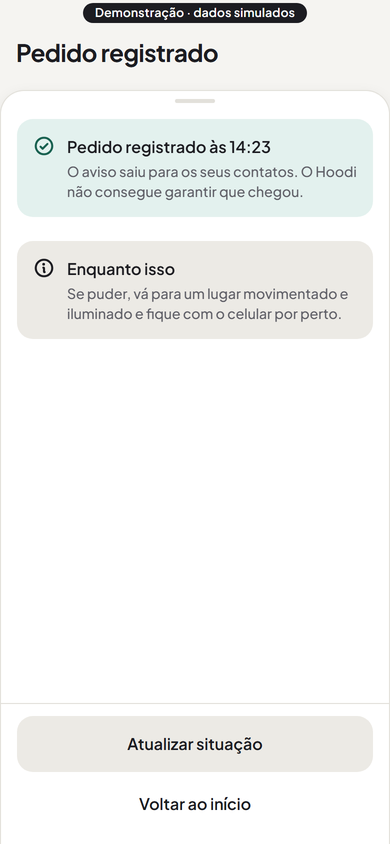 Demonstração · dados simulados
Pedido registrado
Pedido registrado às 14:23
O aviso saiu para os seus contatos. O Hoodi
não consegue garantir que chegou.
Enquanto isso
Se puder, vá para um lugar movimentado e
iluminado e fique com o celular por perto.
Atualizar situação
Voltar ao início